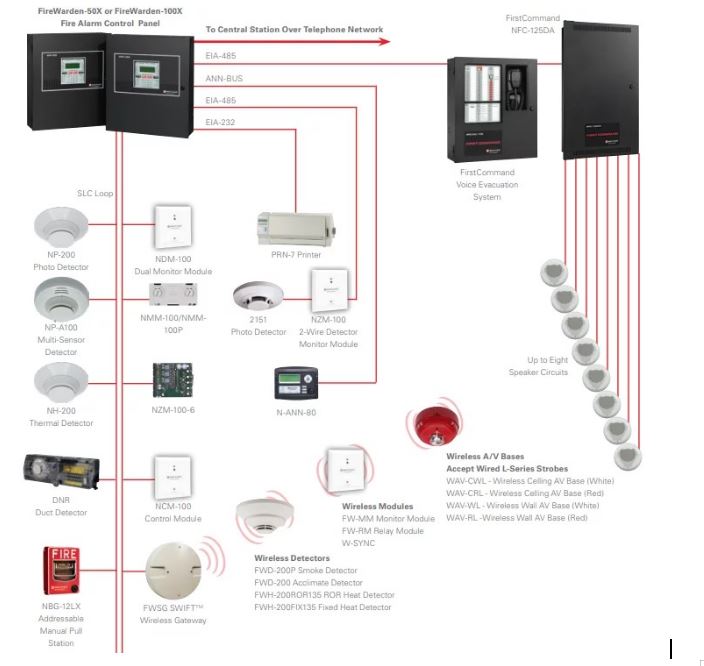 FireWarden-50X or FireWarden-100X
Fire Alarm Control Panel
To Central Station Over Telephone Network
FirstCommand
NFC-125DA
EIA-485
ANN-BUS
EIA-485
EIA-232
FirstCommand
Voice Evacuation
System
SLC Loop
NP-200
Photo Detector
NDM-100
Dual Monitor Module
PRN-7 Printer
NP-A100
Multi-Sensor
Detector
NMM-100/NMM-
100P
2151
Photo Detector
NZM-100
2-Wire Detector
Monitor Module
Up to Eight
Speaker Circuits
NH-200
Thermal Detector
NZM-100-6
N-ANN-80
DNR
Duct Detector
NCM-100
Control Module
Wireless A/V Bases
Accept Wired L-Series Strobes
WAV-CWL - Wireless Celling AV Base (White)
WAV-CRL - Wireless Celling AV Base (Red)
WAV-WL - Wireless Wall AV Base (White)
WAV-RL -Wireless Wall AV Base (Red)
Wireless Modules
FW-MM Monitor Module
FW-RM Relay Module
W-SYNC
Wireless Detectors
FWD-200P Smoke Detector
FWD-200 Acclimate Detector
FWH-200ROR135 ROR Heat Detector
FWH-200FIX135 Fixed Heat Detector
FIRE
NBG-12LX
Addressable
Manual Pull
Station
FWSG SWIFT™
Wireless Gateway